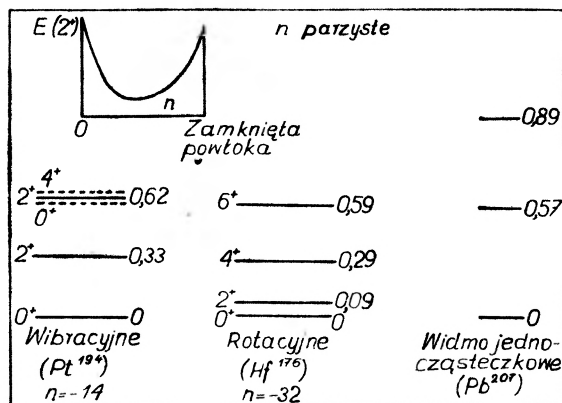 E(2⁺)
n parzyste
n
0
Zamknięta
powłoka
4⁺
2⁺ 0,62
0⁺
2⁺ 0,33
0⁺ 0
Wibracyjne
(Pt¹⁹⁴)
n=-14
6⁺ 0,59
4⁺ 0,29
2⁺ 0,09
0⁺ 0
Rotacyjne
(Hf¹⁷⁶)
n=-32
0,89
0,57
0
Widmo jedno-
cząsteczkowe
(Pb²⁰⁷)